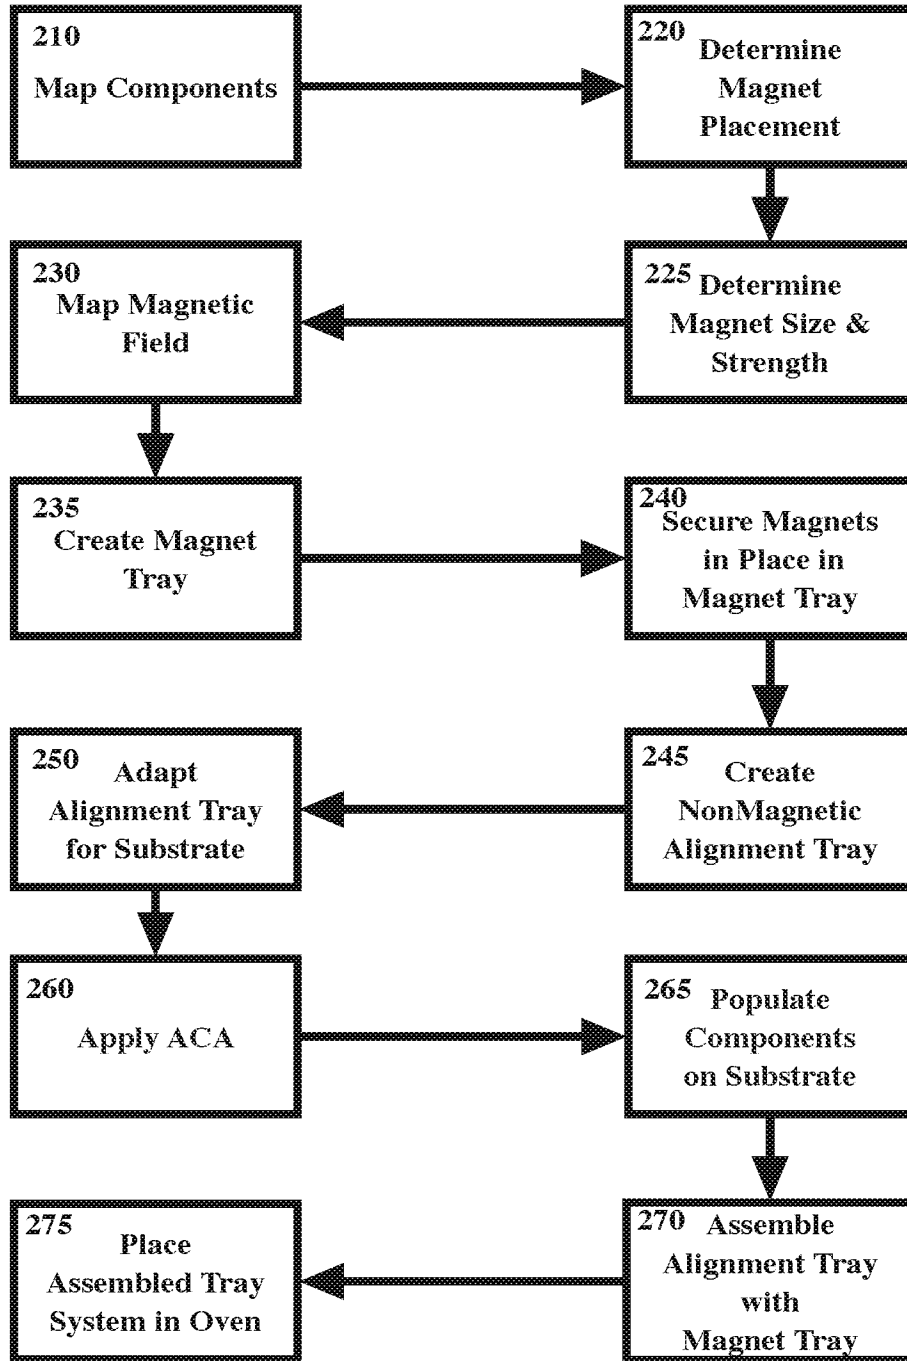 210
Map Components
220
Determine
Magnet
Placement
230
Map Magnetic
Field
225
Determine
Magnet Size &
Strength
235
Create Magnet
Tray
240
Secure Magnets
in Place in
Magnet Tray
250
Adapt
Alignment Tray
for Substrate
245
Create
NonMagnetic
Alignment Tray
260
Apply ACA
265
Populate
Components
on Substrate
275
Place
Assembled Tray
System in Oven
270
Assemble
Alignment Tray
with
Magnet Tray